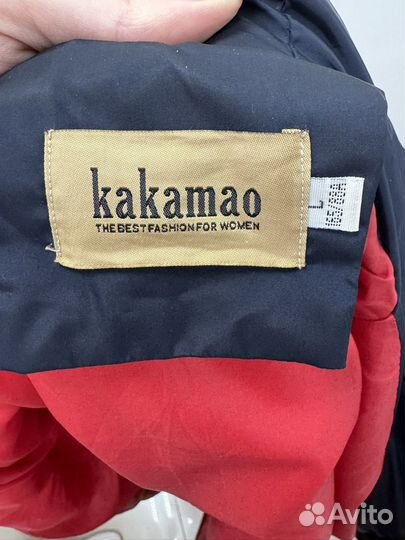 kakamao
THE BEST FASHION FOR WOMEN
L
Avito